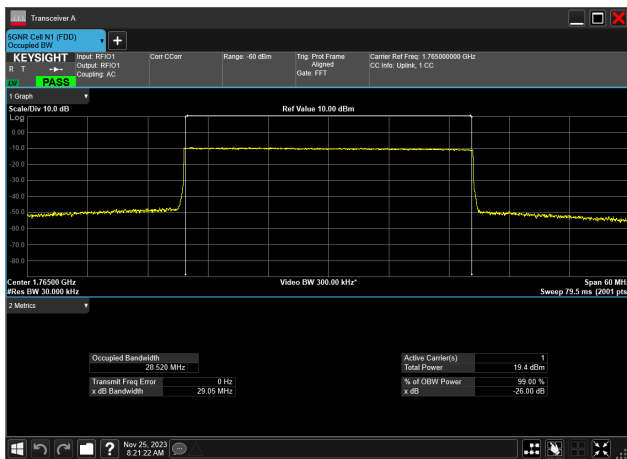 Transceiver A
5GNR Cell N1 (FDD)
Occupied BW
KEYSIGHT Input: RFIO1 Corr CCorr Range: -60 dBm Trig: Prot Frame Carrier Ref Freq: 1.765000000 GHz
Output: RFIO1 Aligned CC Info: Uplink, 1 CC
R T Coupling: AC Gate: FFT
PASS
1 Graph
Scale/Div 10.0 dB Ref Value 10.00 dBm
Log
0.00
-10.0
-20.0
-30.0
-40.0
-50.0
-60.0
-70.0
-80.0
Center 1.76500 GHz Video BW 300.00 kHz* Span 60 MHz
#Res BW 30.000 kHz Sweep 79.5 ms (2001 pts
2 Metrics
Occupied Bandwidth Active Carrier(s) 1
28.520 MHz Total Power 19.4 dBm
Transmit Freq Error 0 Hz % of OBW Power 99.00 %
x dB Bandwidth 29.05 MHz x dB -26.00 dB
Nov 25, 2023
8:21:22 AM